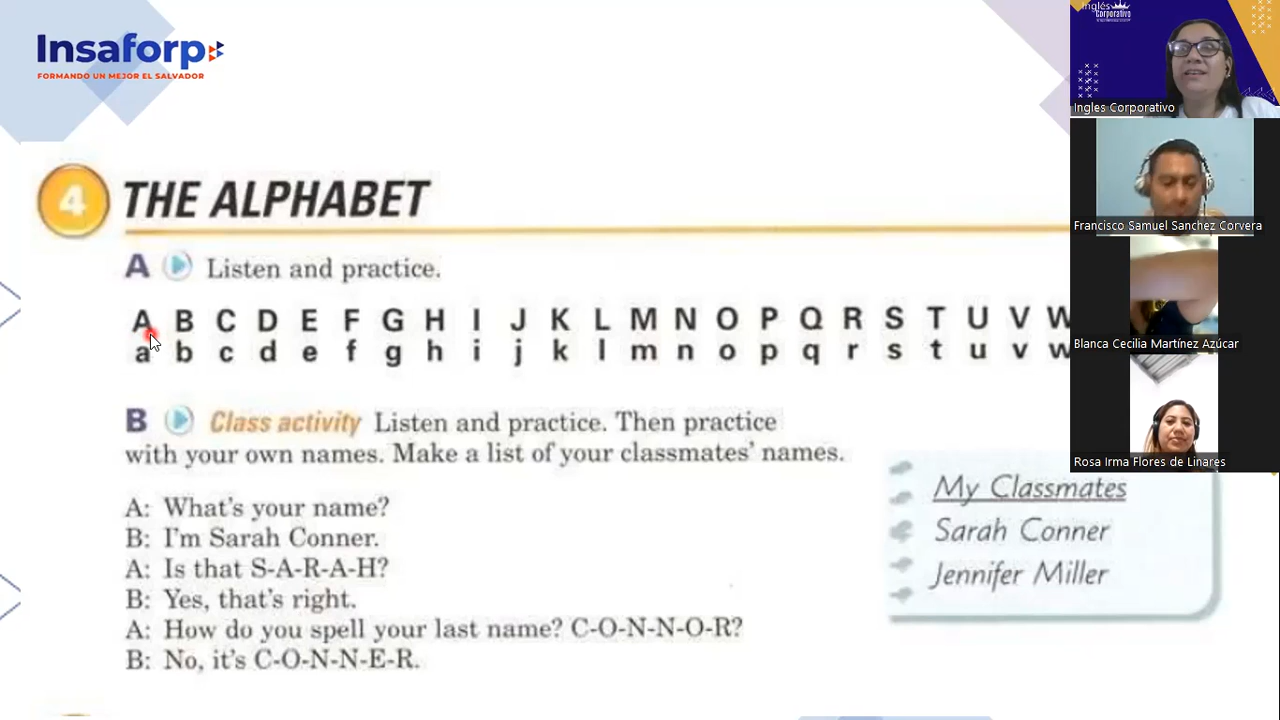 Insaforp
FORMANDO UN MEJOR EL SALVADOR
4 THE ALPHABET
A Listen and practice.
A B C D E F G H I J K L M N O P Q R S T U V W
a b c d e f g h i j k l m n o p q r s t u v w
B Class activity Listen and practice. Then practice
with your own names. Make a list of your classmates' names.
A: What's your name?
B: I'm Sarah Conner.
A: Is that S-A-R-A-H?
B: Yes, that's right.
A: How do you spell your last name? C-O-N-N-O-R?
B: No, it's C-O-N-N-E-R.
My Classmates
Sarah Conner
Jennifer Miller
Inglés
Corporativo
Ingles Corporativo
Francisco Samuel Sanchez Corvera
Blanca Cecilia Martínez Azúcar
Rosa Irma Flores de Linares